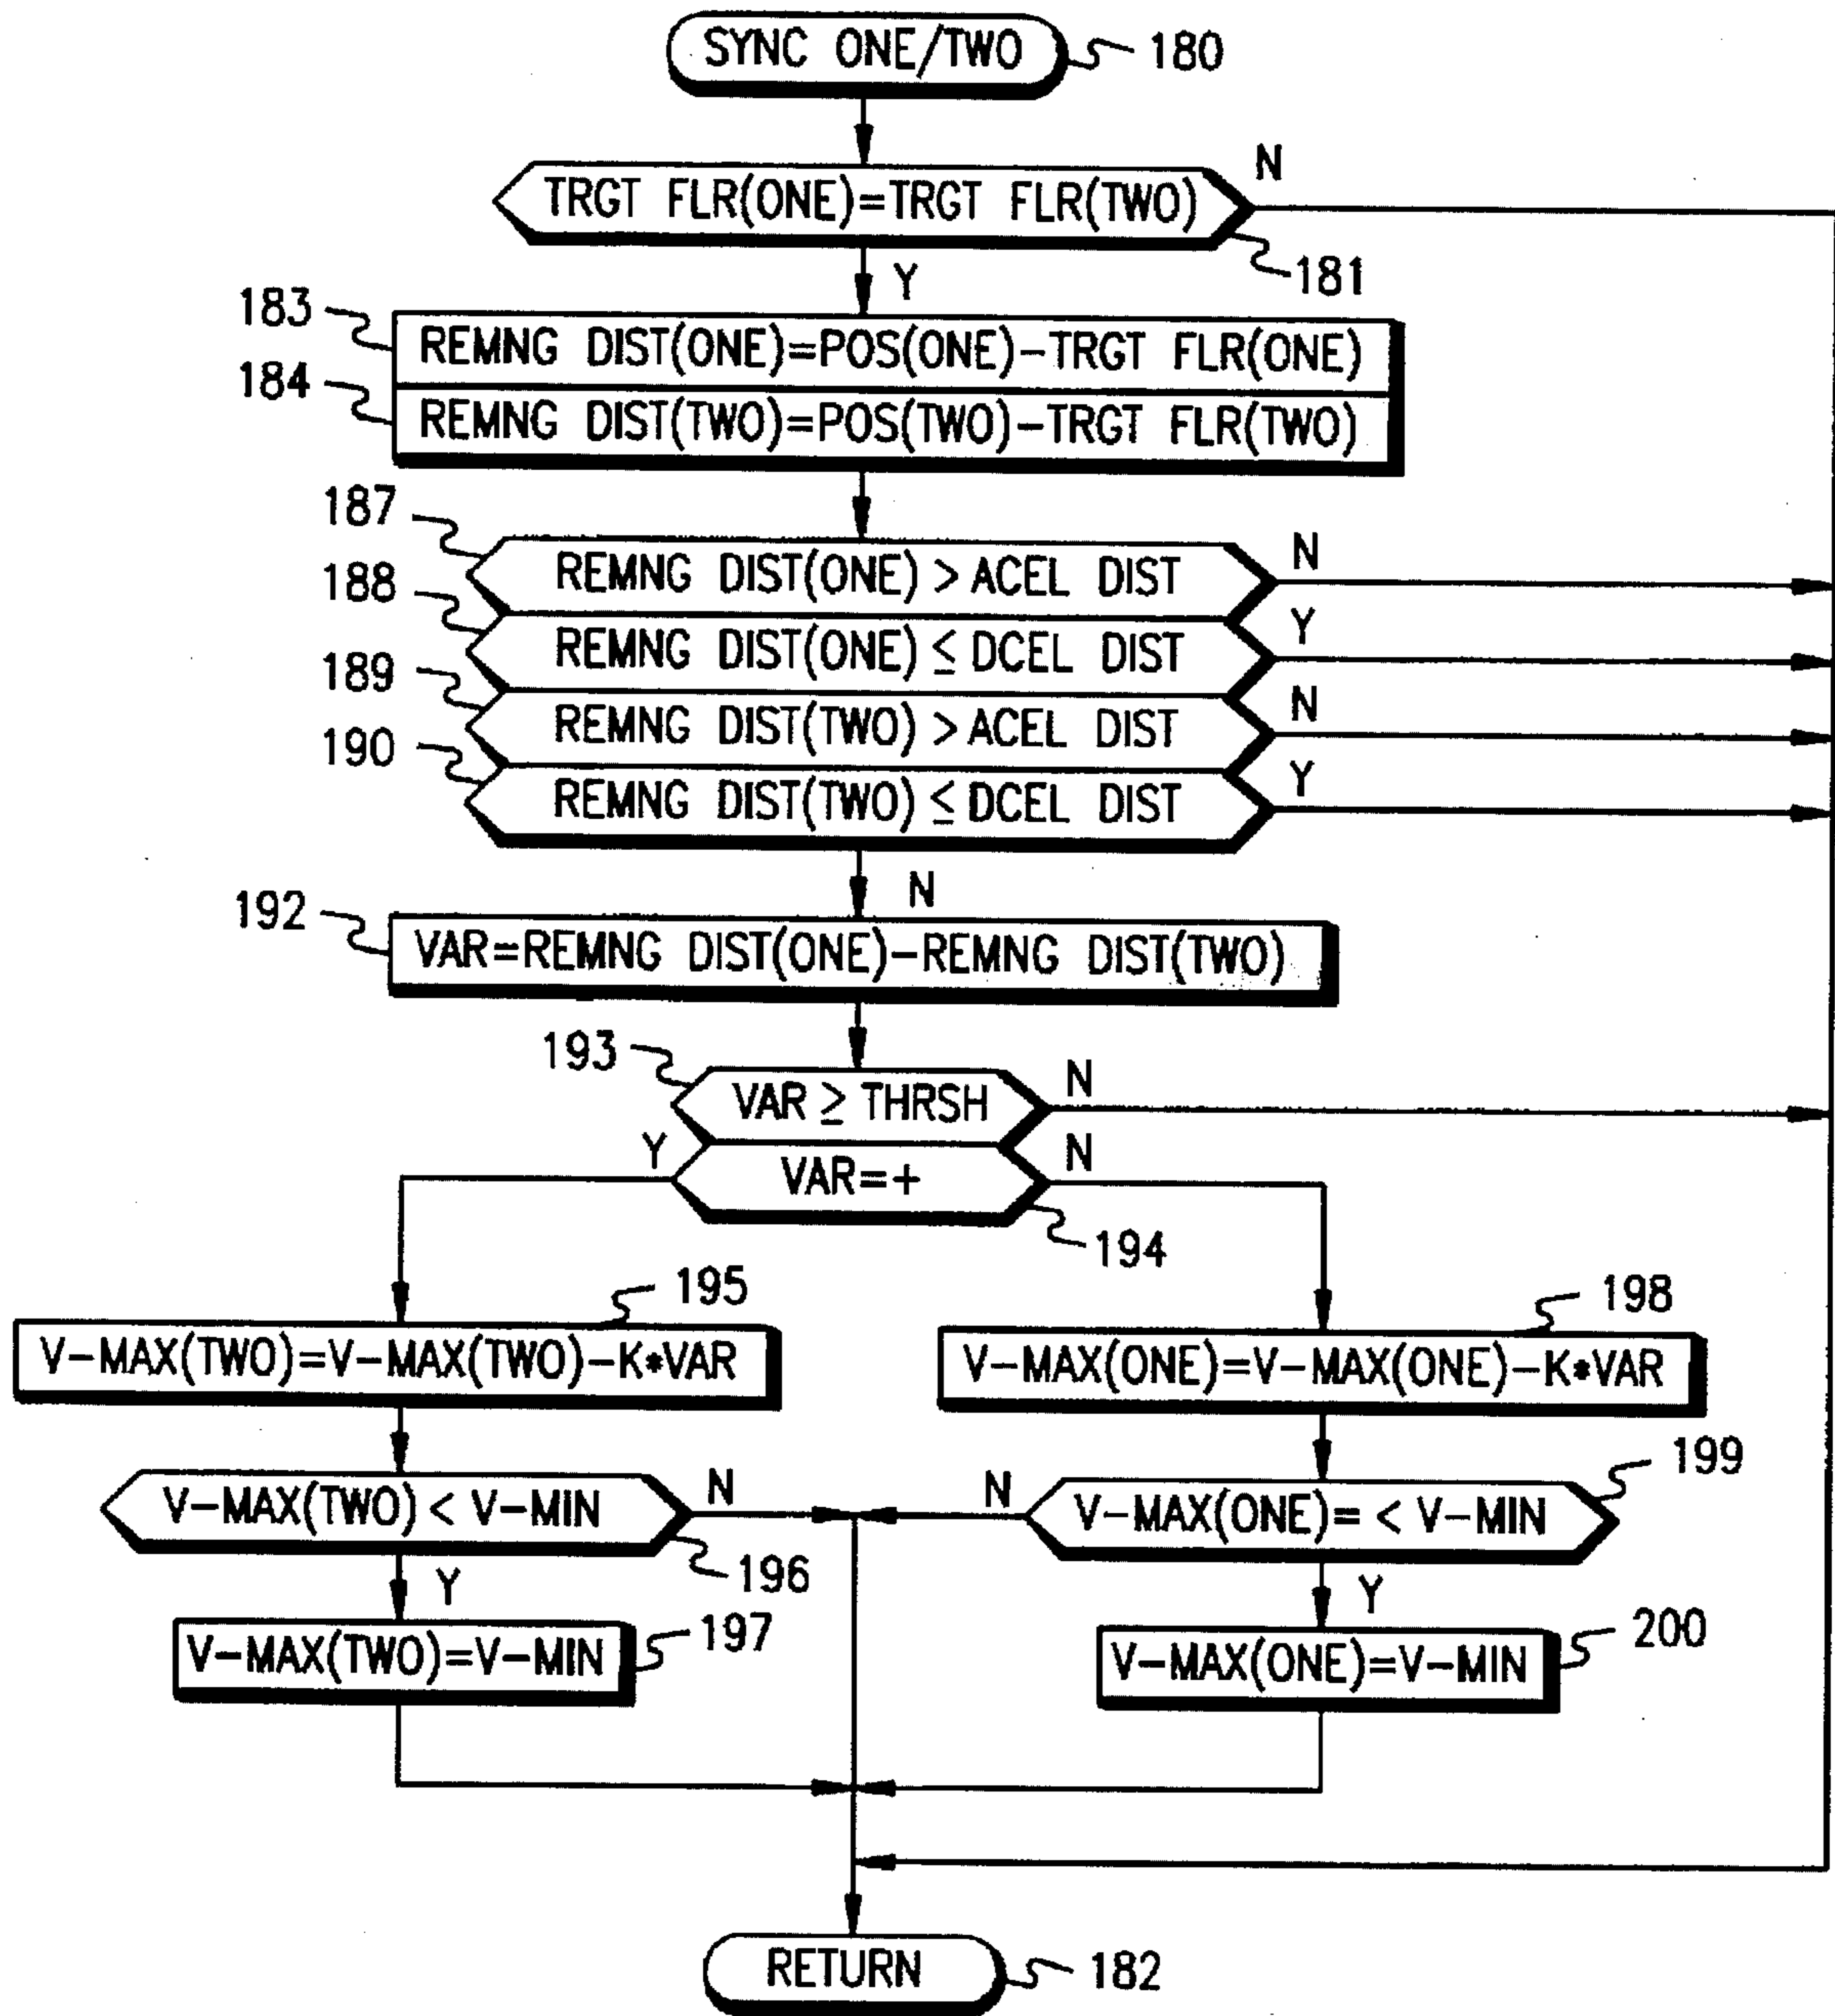 SYNC ONE/TWO
180
TRGT FLR(ONE)=TRGT FLR(TWO)
N
181
Y
183
REMNG DIST(ONE)=POS(ONE)-TRGT FLR(ONE)
184
REMNG DIST(TWO)=POS(TWO)-TRGT FLR(TWO)
187
REMNG DIST(ONE) > ACEL DIST
N
188
REMNG DIST(ONE) ≤ DCEL DIST
Y
189
REMNG DIST(TWO) > ACEL DIST
N
190
REMNG DIST(TWO) ≤ DCEL DIST
Y
N
192
VAR=REMNG DIST(ONE)-REMNG DIST(TWO)
193
VAR ≥ THRSH
N
Y
VAR=+
N
194
195
V-MAX(TWO)=V-MAX(TWO)-K*VAR
198
V-MAX(ONE)=V-MAX(ONE)-K*VAR
V-MAX(TWO) < V-MIN
N
196
N
V-MAX(ONE)= < V-MIN
199
Y
V-MAX(TWO)=V-MIN
197
Y
V-MAX(ONE)=V-MIN
200
RETURN
182